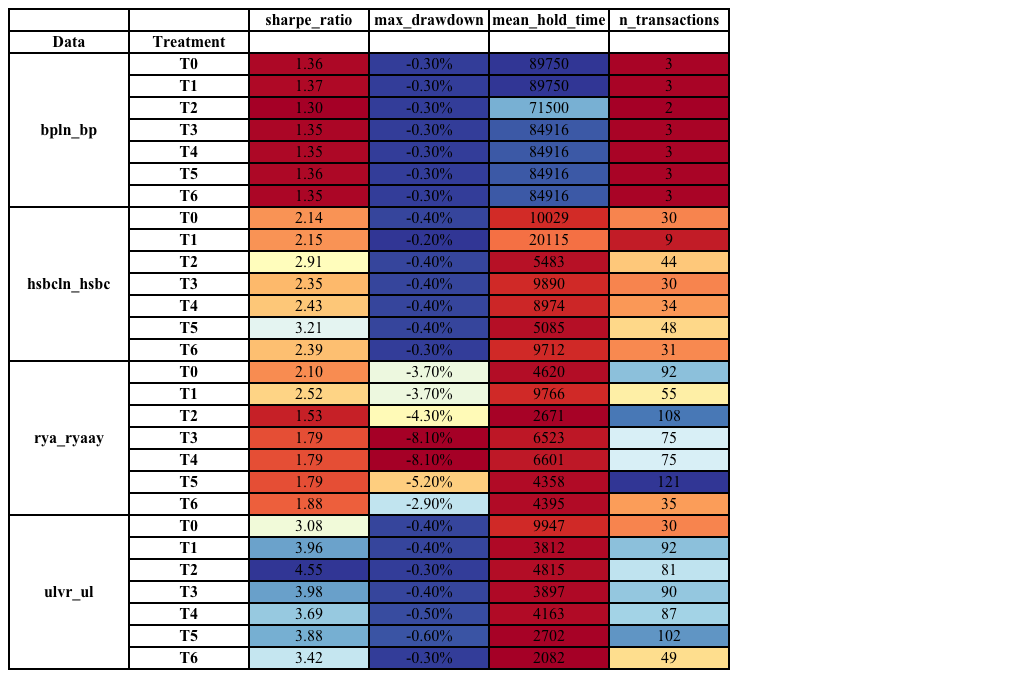 sharpe_ratio max_drawdown mean_hold_time n_transactions
Data Treatment
bpln_bp
T0 1.36 -0.30% 89750 3
T1 1.37 -0.30% 89750 3
T2 1.30 -0.30% 71500 2
T3 1.35 -0.30% 84916 3
T4 1.35 -0.30% 84916 3
T5 1.36 -0.30% 84916 3
T6 1.35 -0.30% 84916 3
hsbcln_hsbc
T0 2.14 -0.40% 10029 30
T1 2.15 -0.20% 20115 9
T2 2.91 -0.40% 5483 44
T3 2.35 -0.40% 9890 30
T4 2.43 -0.40% 8974 34
T5 3.21 -0.40% 5085 48
T6 2.39 -0.30% 9712 31
rya_ryaay
T0 2.10 -3.70% 4620 92
T1 2.52 -3.70% 9766 55
T2 1.53 -4.30% 2671 108
T3 1.79 -8.10% 6523 75
T4 1.79 -8.10% 6601 75
T5 1.79 -5.20% 4358 121
T6 1.88 -2.90% 4395 35
ulvr_ul
T0 3.08 -0.40% 9947 30
T1 3.96 -0.40% 3812 92
T2 4.55 -0.30% 4815 81
T3 3.98 -0.40% 3897 90
T4 3.69 -0.50% 4163 87
T5 3.88 -0.60% 2702 102
T6 3.42 -0.30% 2082 49